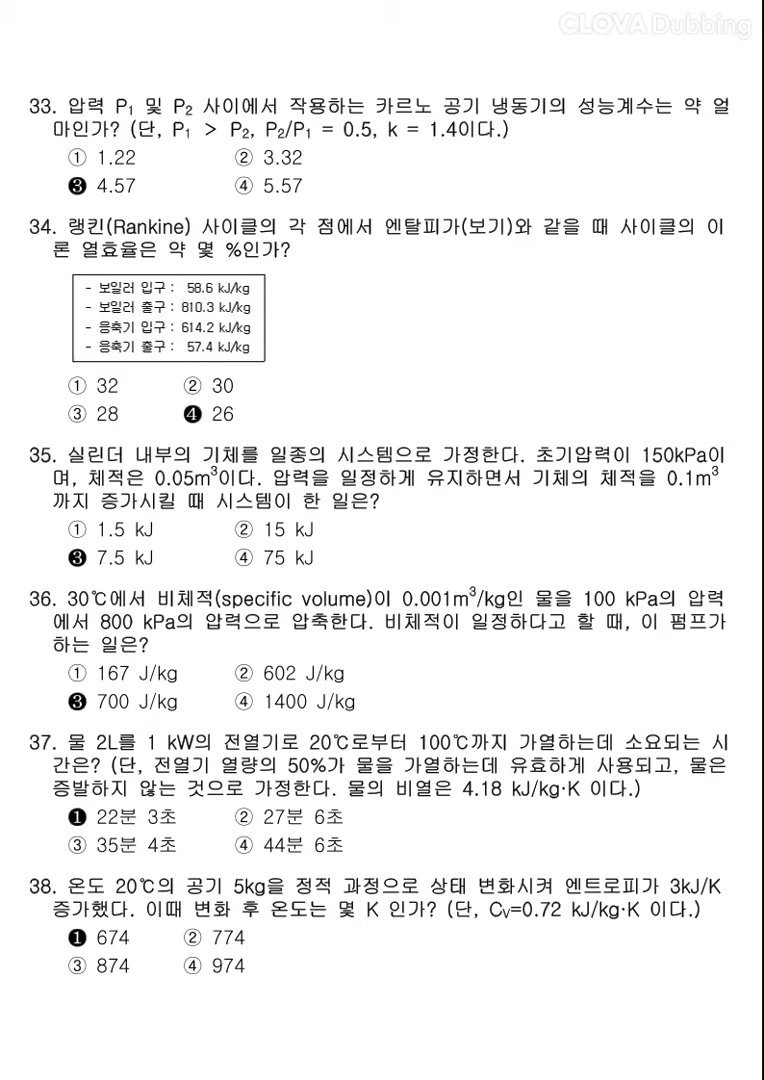 CLOVA Dubbing
33. 압력 P₁ 및 P₂ 사이에서 작용하는 카르노 공기 냉동기의 성능계수는 약 얼
마인가? (단, P₁ > P₂, P₂/P₁ = 0.5, k = 1.4이다.)
① 1.22 ② 3.32
❸ 4.57 ④ 5.57
34. 랭킨(Rankine) 사이클의 각 점에서 엔탈피가(보기)와 같을 때 사이클의 이
론 열효율은 약 몇 %인가?
- 보일러 입구 : 58.6 kJ/kg
- 보일러 출구 : 810.3 kJ/kg
- 응축기 입구 : 614.2 kJ/kg
- 응축기 출구 : 57.4 kJ/kg
① 32 ② 30
③ 28 ❹ 26
35. 실린더 내부의 기체를 일종의 시스템으로 가정한다. 초기압력이 150kPa이
며, 체적은 0.05m³이다. 압력을 일정하게 유지하면서 기체의 체적을 0.1m³
까지 증가시킬 때 시스템이 한 일은?
① 1.5 kJ ② 15 kJ
❸ 7.5 kJ ④ 75 kJ
36. 30℃에서 비체적(specific volume)이 0.001m³/kg인 물을 100 kPa의 압력
에서 800 kPa의 압력으로 압축한다. 비체적이 일정하다고 할 때, 이 펌프가
하는 일은?
① 167 J/kg ② 602 J/kg
❸ 700 J/kg ④ 1400 J/kg
37. 물 2L를 1 kW의 전열기로 20℃로부터 100℃까지 가열하는데 소요되는 시
간은? (단, 전열기 열량의 50%가 물을 가열하는데 유효하게 사용되고, 물은
증발하지 않는 것으로 가정한다. 물의 비열은 4.18 kJ/kg·K 이다.)
❶ 22분 3초 ② 27분 6초
③ 35분 4초 ④ 44분 6초
38. 온도 20℃의 공기 5kg을 정적 과정으로 상태 변화시켜 엔트로피가 3kJ/K
증가했다. 이때 변화 후 온도는 몇 K 인가? (단, Cᵥ=0.72 kJ/kg·K 이다.)
❶ 674 ② 774
③ 874 ④ 974